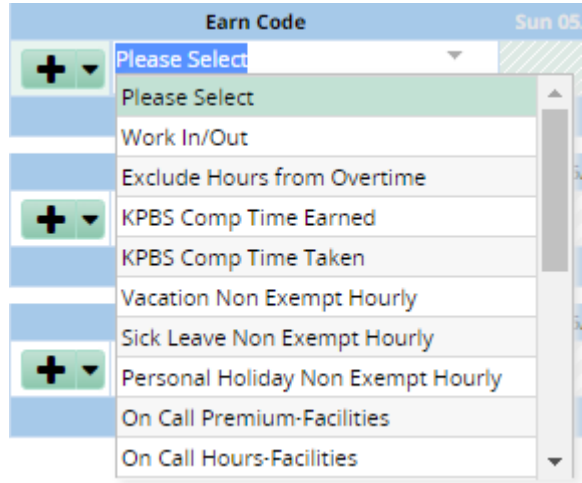 Earn Code Sun 05
Please Select
Please Select
Work In/Out
Exclude Hours from Overtime
KPBS Comp Time Earned
KPBS Comp Time Taken
Vacation Non Exempt Hourly
Sick Leave Non Exempt Hourly
Personal Holiday Non Exempt Hourly
On Call Premium-Facilities
On Call Hours-Facilities